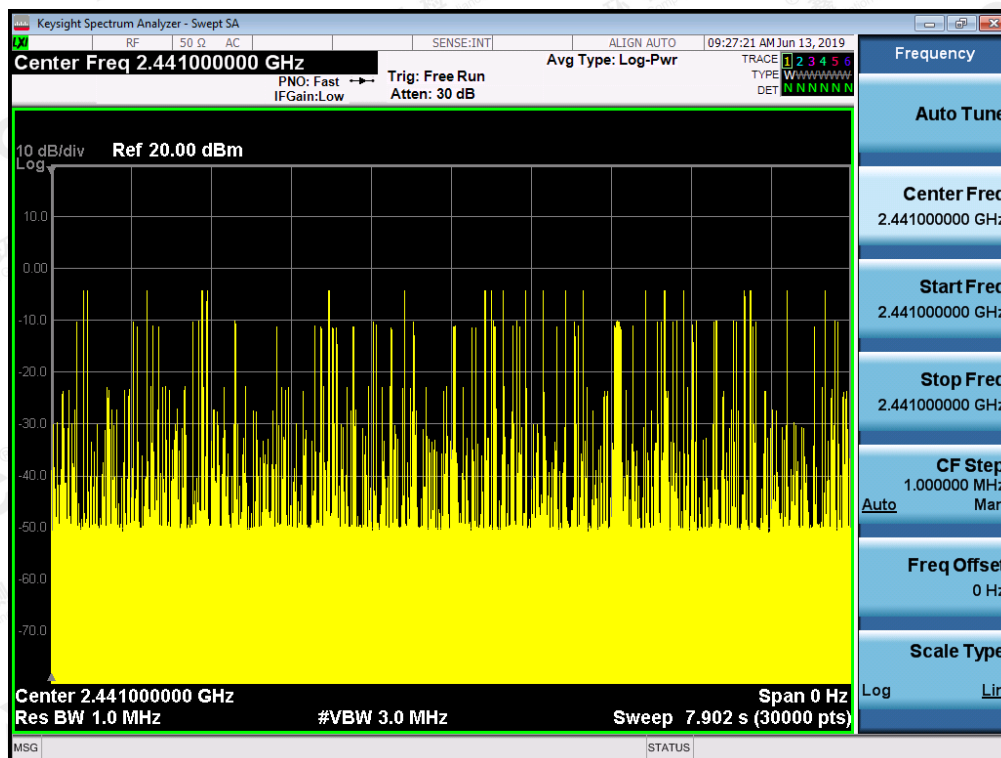 Keysight Spectrum Analyzer - Swept SA
LXI RF 50 Ω AC SENSE:INT ALIGN AUTO 09:27:21 AM Jun 13, 2019
Center Freq 2.441000000 GHz
Avg Type: Log-Pwr
TRACE 1 2 3 4 5 6
PNO: Fast
Trig: Free Run
TYPE WWWWWW
IFGain:Low
Atten: 30 dB
DET N N N N N N
10 dB/div Ref 20.00 dBm
Log
10.0
0.00
-10.0
-20.0
-30.0
-40.0
-50.0
-60.0
-70.0
Center 2.441000000 GHz Span 0 Hz
Res BW 1.0 MHz #VBW 3.0 MHz Sweep 7.902 s (30000 pts)
MSG STATUS
Frequency
Auto Tune
Center Freq
2.441000000 GHz
Start Freq
2.441000000 GHz
Stop Freq
2.441000000 GHz
CF Step
1.000000 MHz
Auto Man
Freq Offset
0 Hz
Scale Type
Log Lin